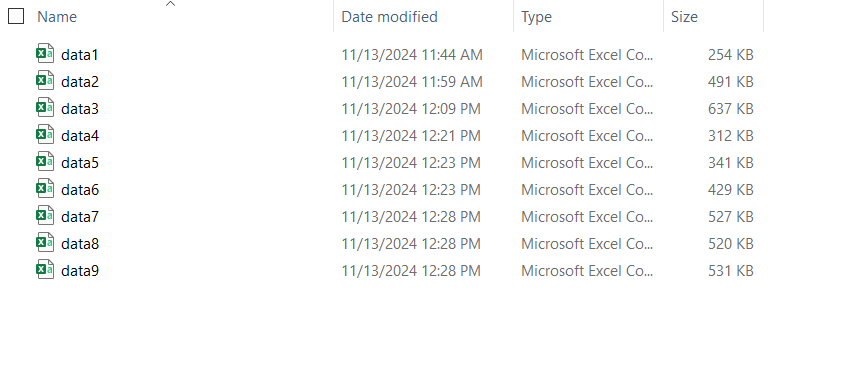 Name Date modified Type Size
data1 11/13/2024 11:44 AM Microsoft Excel Co... 254 KB
data2 11/13/2024 11:59 AM Microsoft Excel Co... 491 KB
data3 11/13/2024 12:09 PM Microsoft Excel Co... 637 KB
data4 11/13/2024 12:21 PM Microsoft Excel Co... 312 KB
data5 11/13/2024 12:23 PM Microsoft Excel Co... 341 KB
data6 11/13/2024 12:23 PM Microsoft Excel Co... 429 KB
data7 11/13/2024 12:28 PM Microsoft Excel Co... 527 KB
data8 11/13/2024 12:28 PM Microsoft Excel Co... 520 KB
data9 11/13/2024 12:28 PM Microsoft Excel Co... 531 KB